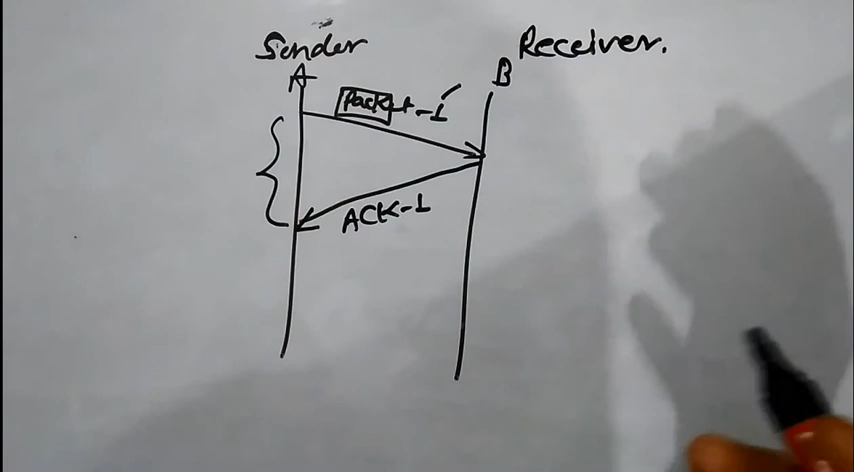 Sender
Receiver.
A
B
Packet-1
ACK-1